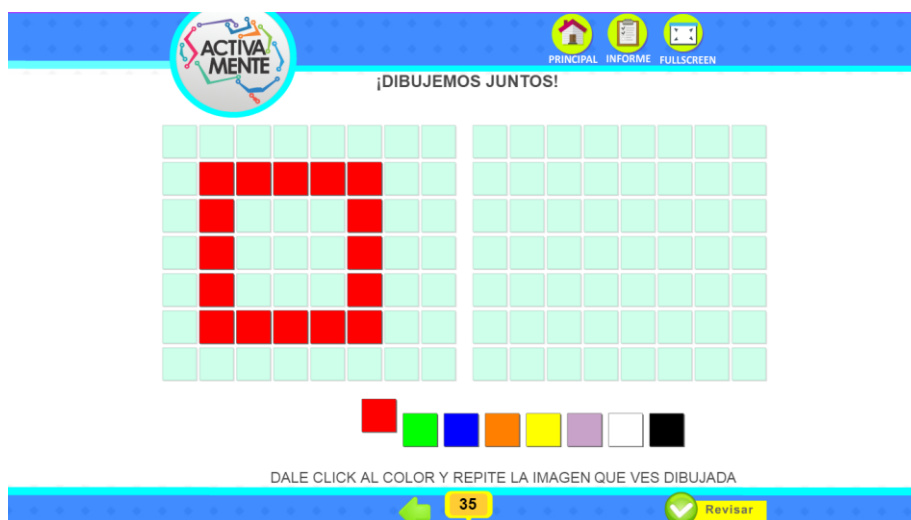 ACTIVA
MENTE
PRINCIPAL INFORME FULLSCREEN
¡DIBUJEMOS JUNTOS!
DALE CLICK AL COLOR Y REPITE LA IMAGEN QUE VES DIBUJADA
35
Revisar